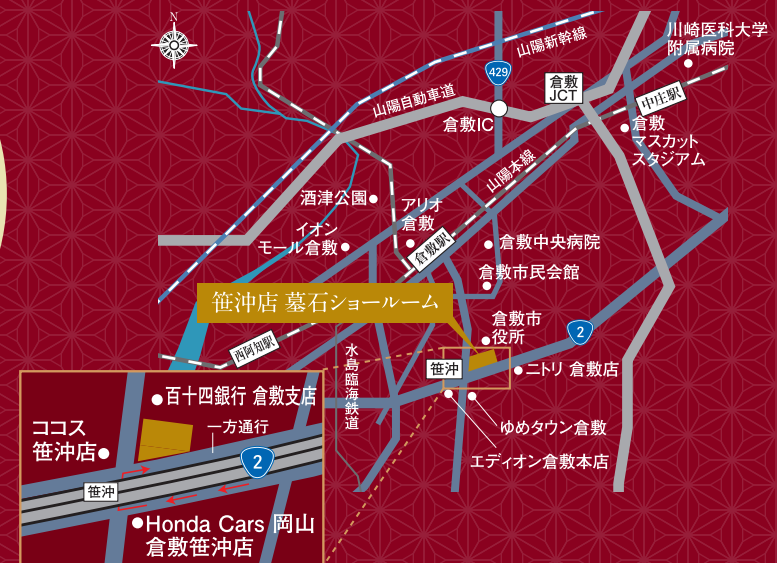 N
川崎医科大学
附属病院
山陽新幹線
429
倉敷
JCT
中庄駅
山陽自動車道
倉敷IC
倉敷
マスカット
スタジアム
山陽本線
酒津公園
アリオ
倉敷
イオン
モール倉敷
倉敷駅
倉敷中央病院
倉敷市民会館
笹沖店 墓石ショールーム
倉敷市
役所
2
西阿知駅
水島臨海鉄道
笹沖
ニトリ 倉敷店
ゆめタウン倉敷
エディオン倉敷本店
百十四銀行 倉敷支店
ココス
笹沖店
一方通行
2
笹沖
Honda Cars 岡山
倉敷笹沖店